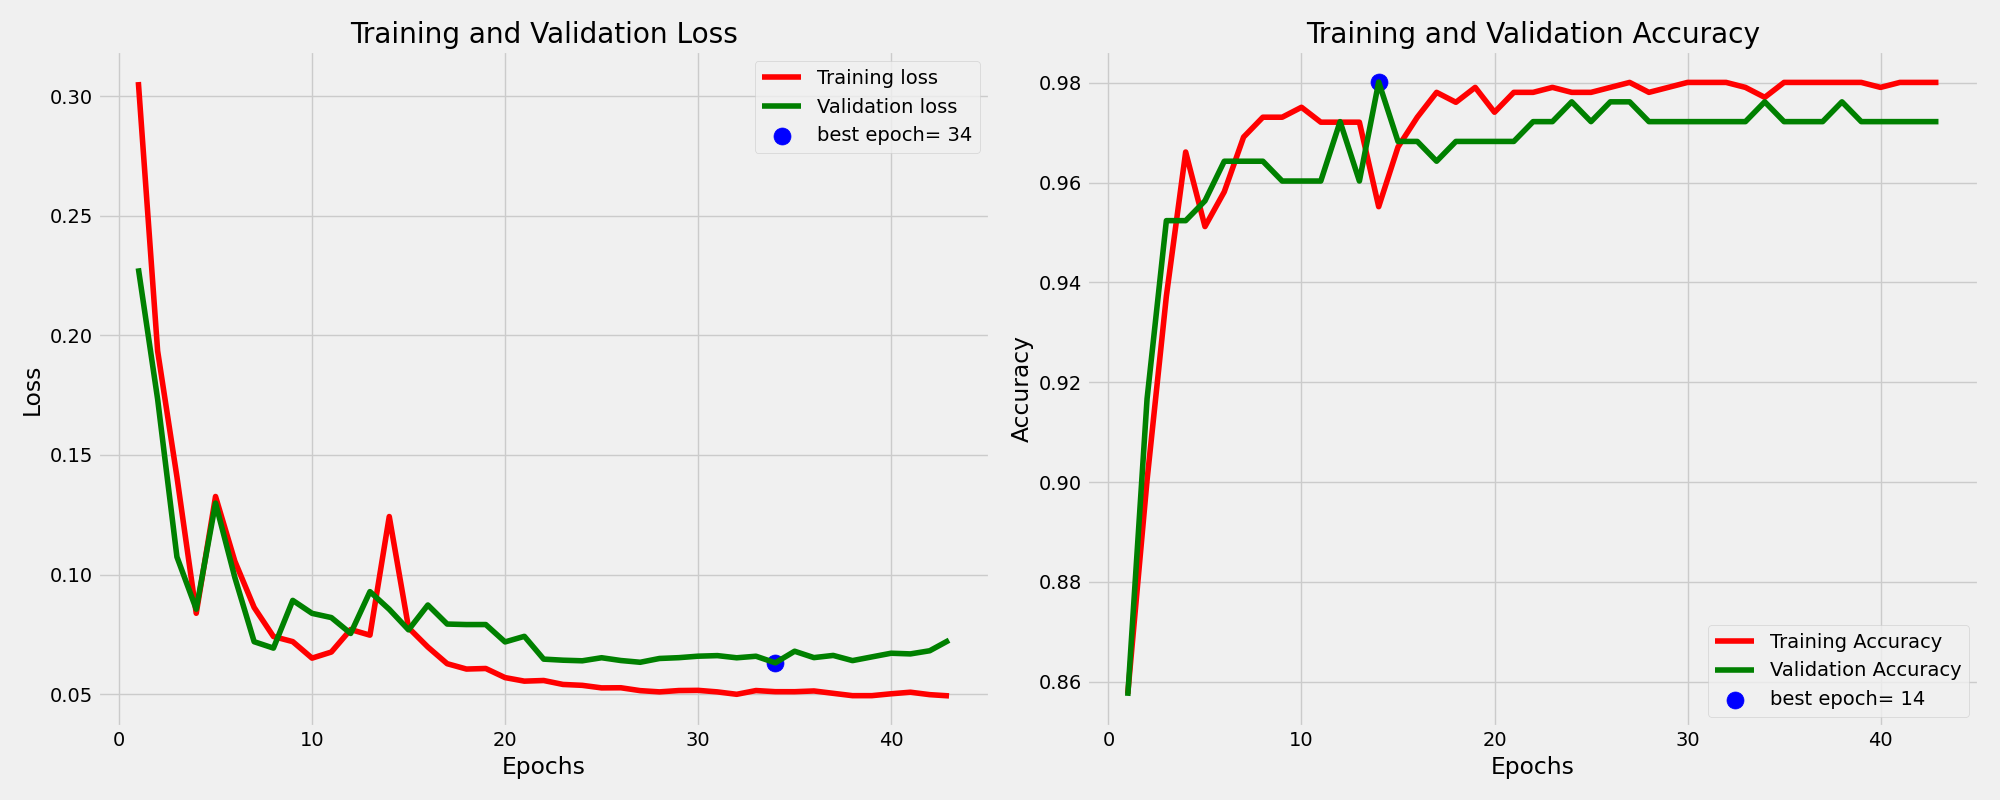 Training and Validation Loss
Training loss
Validation loss
best epoch= 34
0.30
0.25
0.20
0.15
0.10
0.05
Loss
0
10
20
30
40
Epochs
Training and Validation Accuracy
0.98
0.96
0.94
0.92
0.90
0.88
0.86
Accuracy
Training Accuracy
Validation Accuracy
best epoch= 14
0
10
20
30
40
Epochs